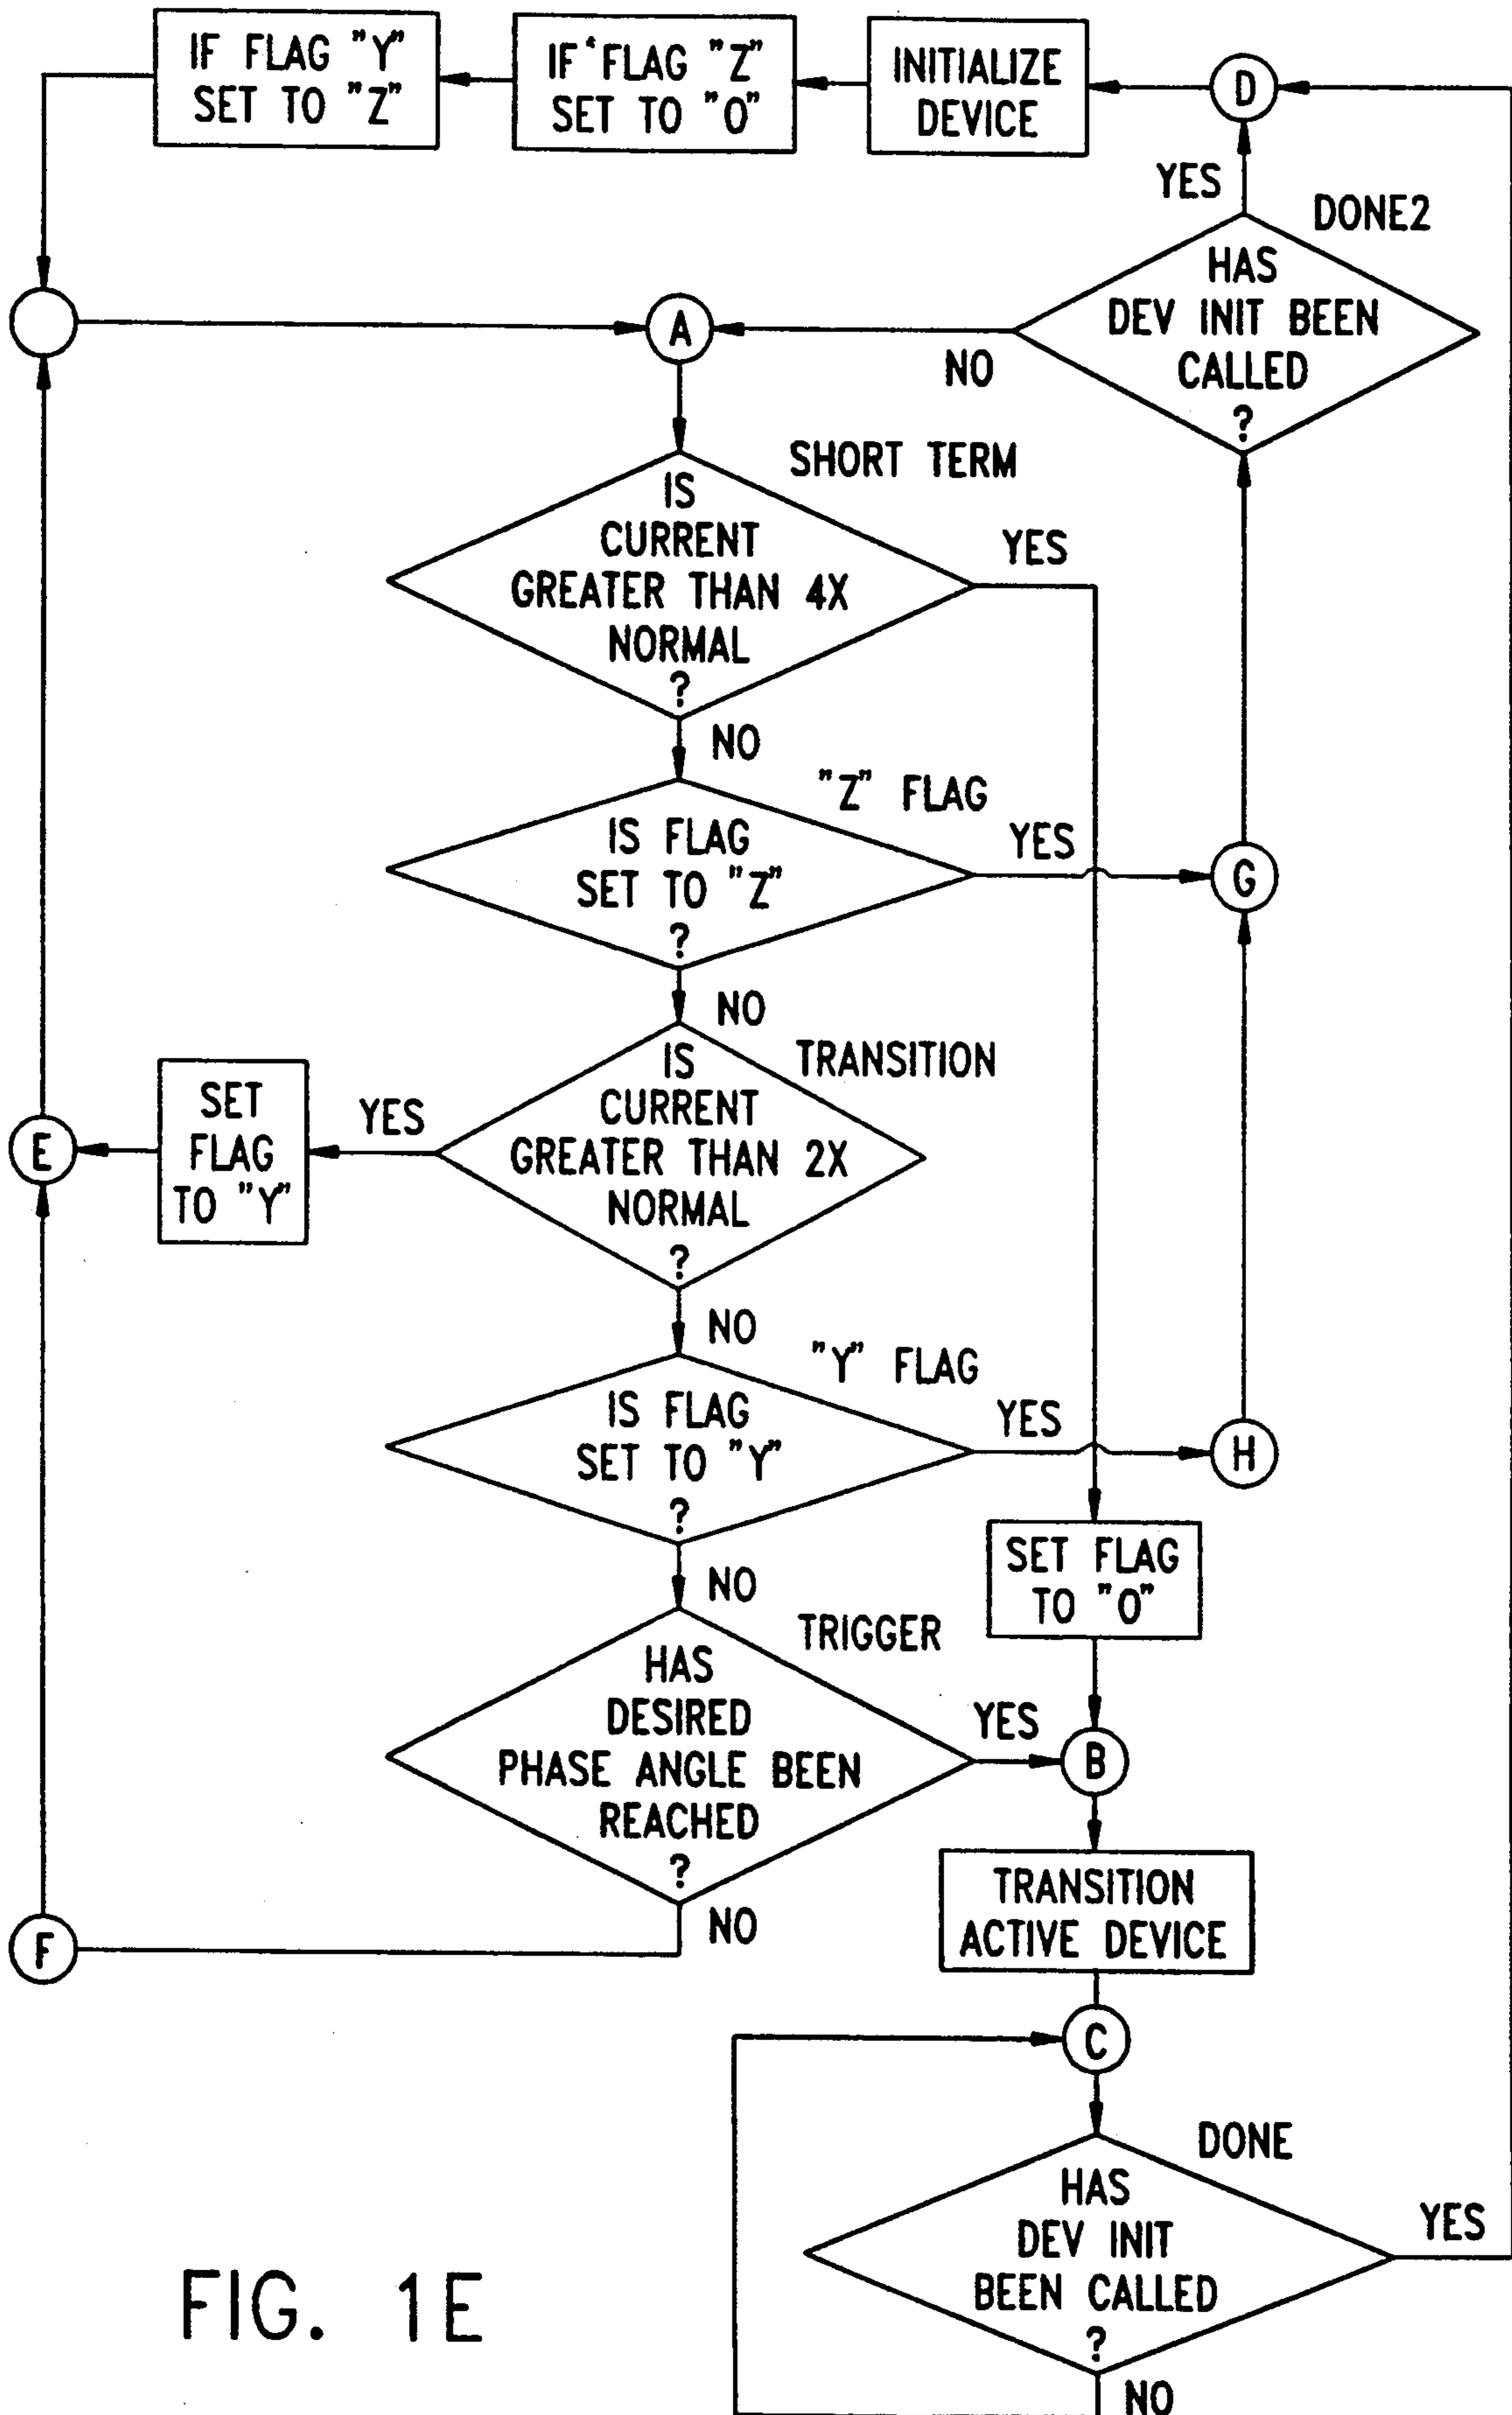 IF FLAG "Y"
SET TO "Z"
IF FLAG "Z"
SET TO "O"
INITIALIZE
DEVICE
D
YES
DONE2
HAS
DEV INIT BEEN
CALLED
?
NO
A
SHORT TERM
IS
CURRENT
GREATER THAN 4X
NORMAL
?
YES
NO
"Z" FLAG
IS FLAG
SET TO "Z"
?
YES
G
NO
TRANSITION
IS
CURRENT
GREATER THAN 2X
NORMAL
?
YES
SET
FLAG
TO "Y"
E
NO
"Y" FLAG
IS FLAG
SET TO "Y"
?
YES
H
SET FLAG
TO "O"
NO
TRIGGER
HAS
DESIRED
PHASE ANGLE BEEN
REACHED
?
YES
B
NO
F
TRANSITION
ACTIVE DEVICE
C
DONE
HAS
DEV INIT
BEEN CALLED
?
YES
NO
FIG. 1E